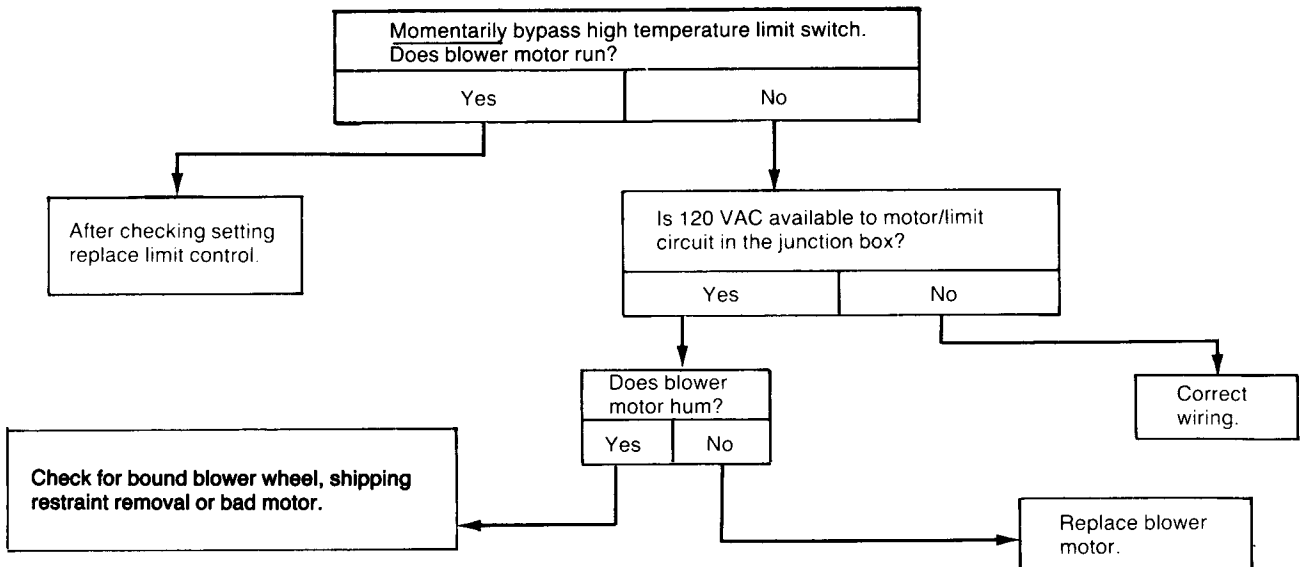 Momentarily bypass high temperature limit switch.
Does blower motor run?
Yes
No
After checking setting
replace limit control.
Is 120 VAC available to motor/limit
circuit in the junction box?
Yes
No
Does blower
motor hum?
Yes
No
Correct
wiring.
Check for bound blower wheel, shipping
restraint removal or bad motor.
Replace blower
motor.